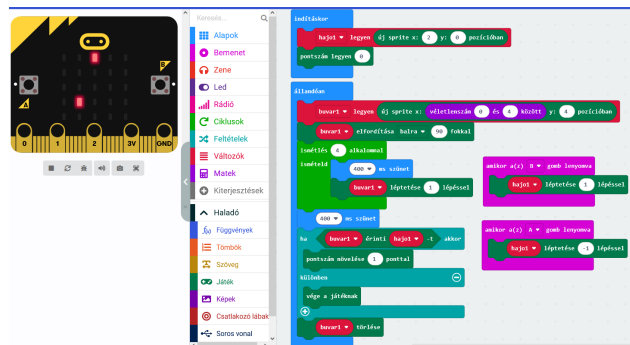 Keresés...
Alapok
Bemenet
Zene
Led
Rádió
Ciklusok
Feltételek
Változók
Matek
Kiterjesztések
Haladó
Függvények
Tömbök
Szöveg
Játék
Képek
Csatlakozó lábak
Soros vonal
A
B
0 1 2 3V GND
indításkor
hajo1 legyen új sprite x: 2 y: 0 pozícióban
pontszám legyen 0
állandóan
buvar1 legyen új sprite x: véletlenszám 0 és 4 között y: 4 pozícióban
buvar1 elfordítása balra 90 fokkal
ismétlés 4 alkalommal
ismételd
400 ms szünet
buvar1 léptetése 1 lépéssel
400 ms szünet
ha buvar1 érinti hajo1 -t akkor
pontszám növelése 1 ponttal
különben
vége a játéknak
buvar1 törlése
amikor a(z) B gomb lenyomva
hajo1 léptetése 1 lépéssel
amikor a(z) A gomb lenyomva
hajo1 léptetése -1 lépéssel